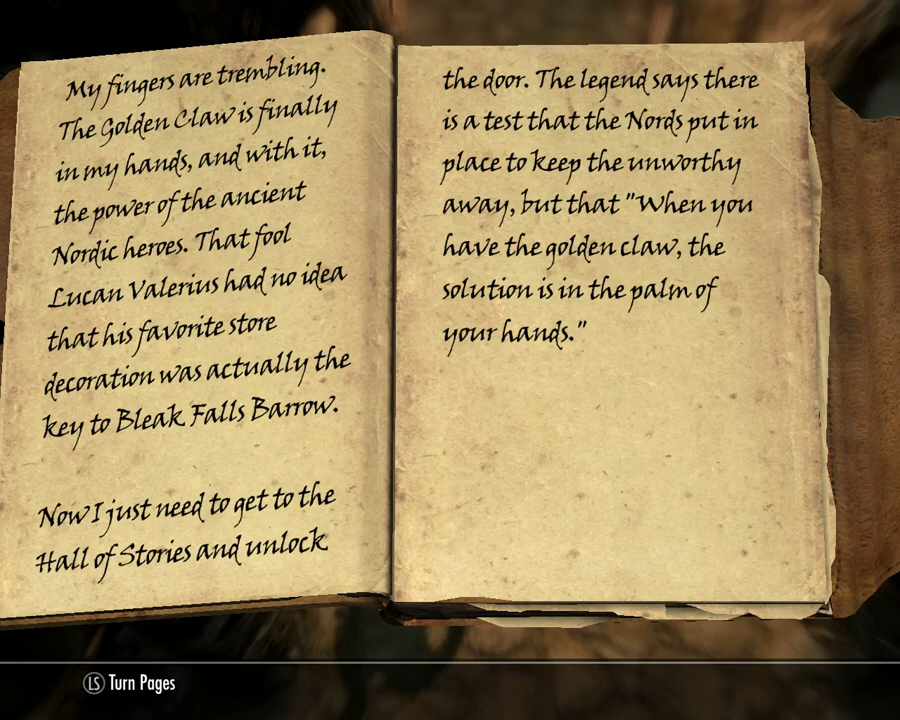 My fingers are trembling.
The Golden Claw is finally
in my hands, and with it,
the power of the ancient
Nordic heroes. That fool
Lucan Valerius had no idea
that his favorite store
decoration was actually the
key to Bleak Falls Barrow.
Now I just need to get to the
Hall of Stories and unlock
the door. The legend says there
is a test that the Nords put in
place to keep the unworthy
away, but that "When you
have the golden claw, the
solution is in the palm of
your hands."
LS Turn Pages